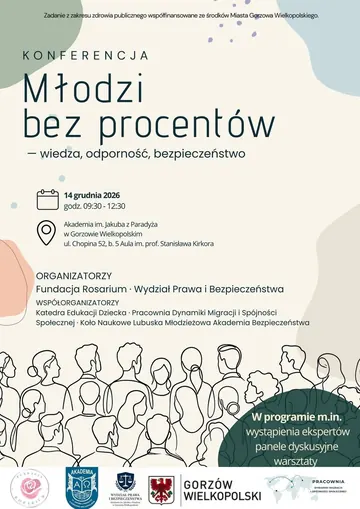 Zadanie z zakresu zdrowia publicznego współfinansowane ze środków Miasta Gorzowa Wielkopolskiego.
KONFERENCJA
Młodzi
bez procentów
— wiedza, odporność, bezpieczeństwo
14 grudnia 2026
godz. 09:30 - 12:30
Akademia im. Jakuba z Paradyża
w Gorzowie Wielkopolskim
ul. Chopina 52, b. 5 Aula im. prof. Stanisława Kirkora
ORGANIZATORZY
Fundacja Rosarium · Wydział Prawa i Bezpieczeństwa
WSPÓŁORGANIZATORZY
Katedra Edukacji Dziecka · Pracownia Dynamiki Migracji i Spójności
Społecznej · Koło Naukowe Lubuska Młodzieżowa Akademia Bezpieczeństwa
W programie m.in.
wystąpienia ekspertów
panele dyskusyjne
warsztaty
AKADEMIA
WYDZIAŁ PRAWA
I BEZPIECZEŃSTWA
GORZÓW
WIELKOPOLSKI
PRACOWNIA